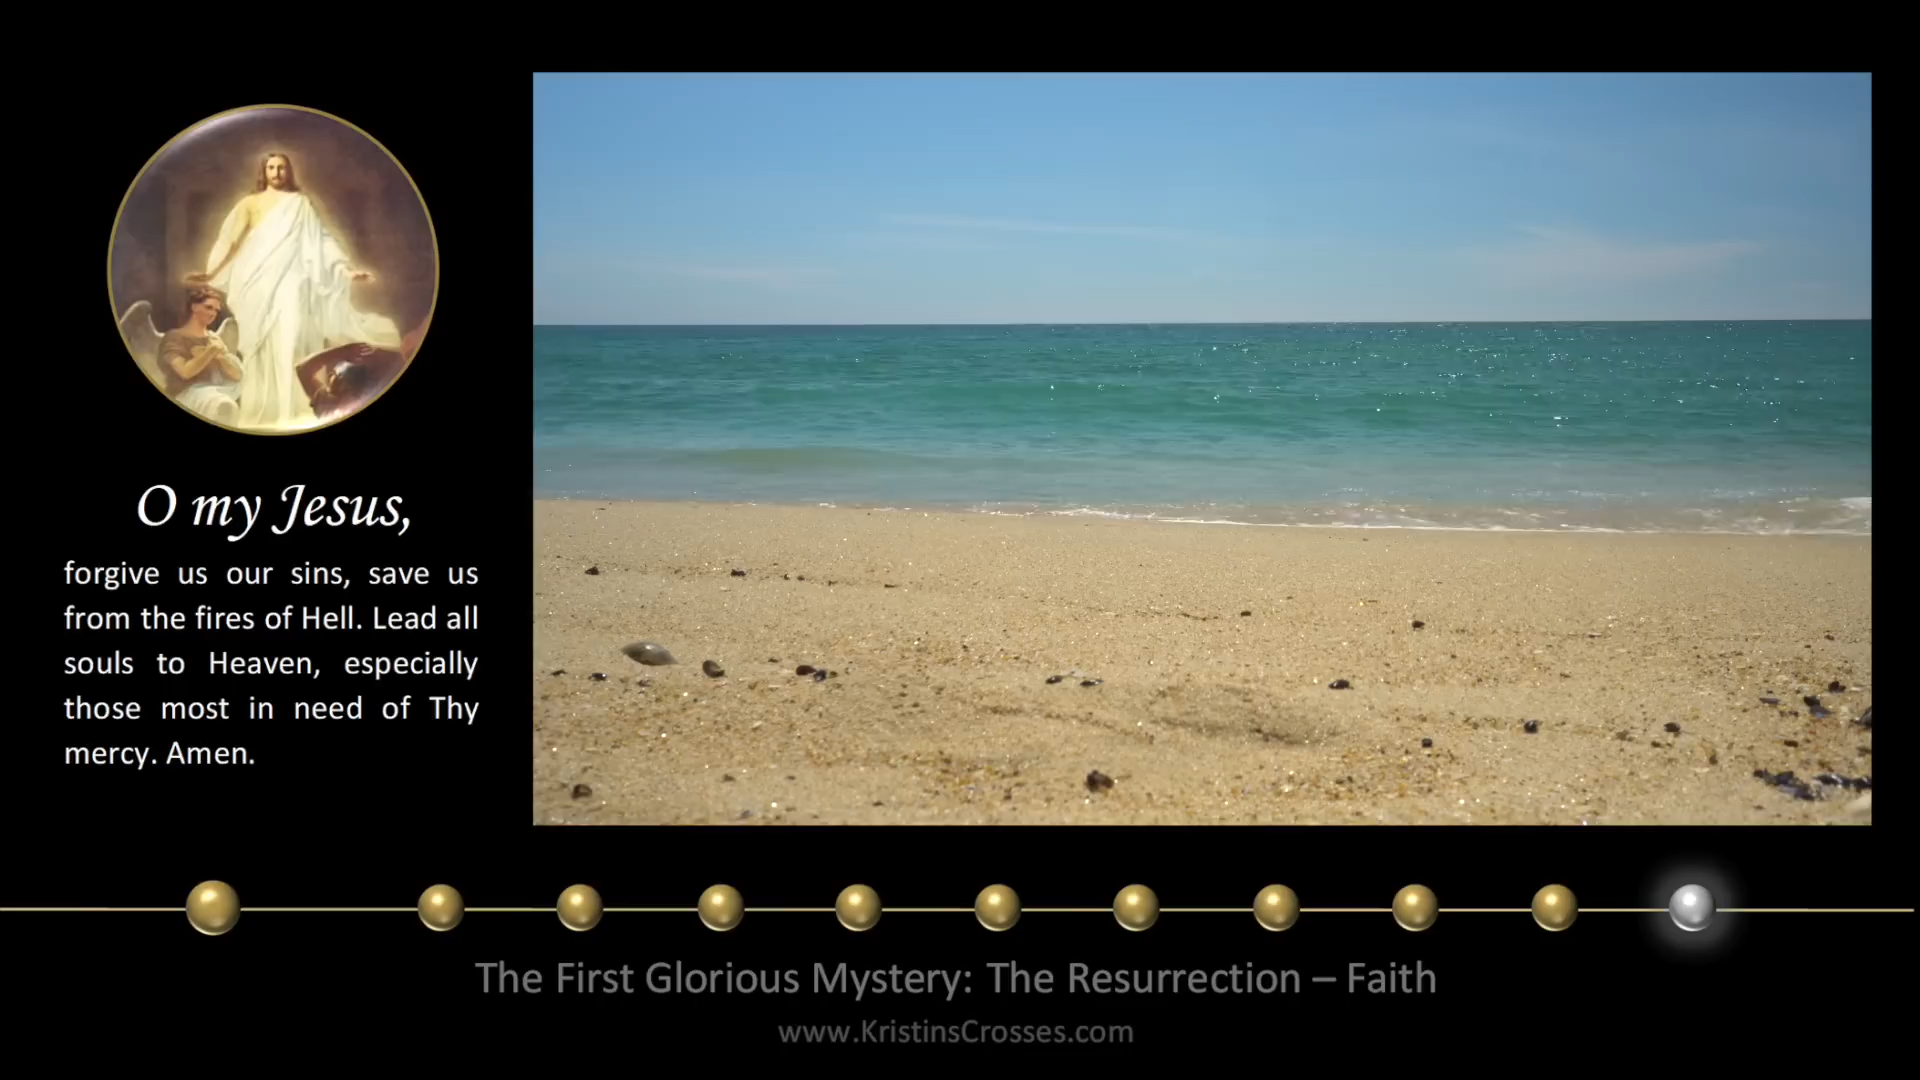 O my Jesus,
forgive us our sins, save us
from the fires of Hell. Lead all
souls to Heaven, especially
those most in need of Thy
mercy. Amen.
The First Glorious Mystery: The Resurrection – Faith
www.KristinsCrosses.com